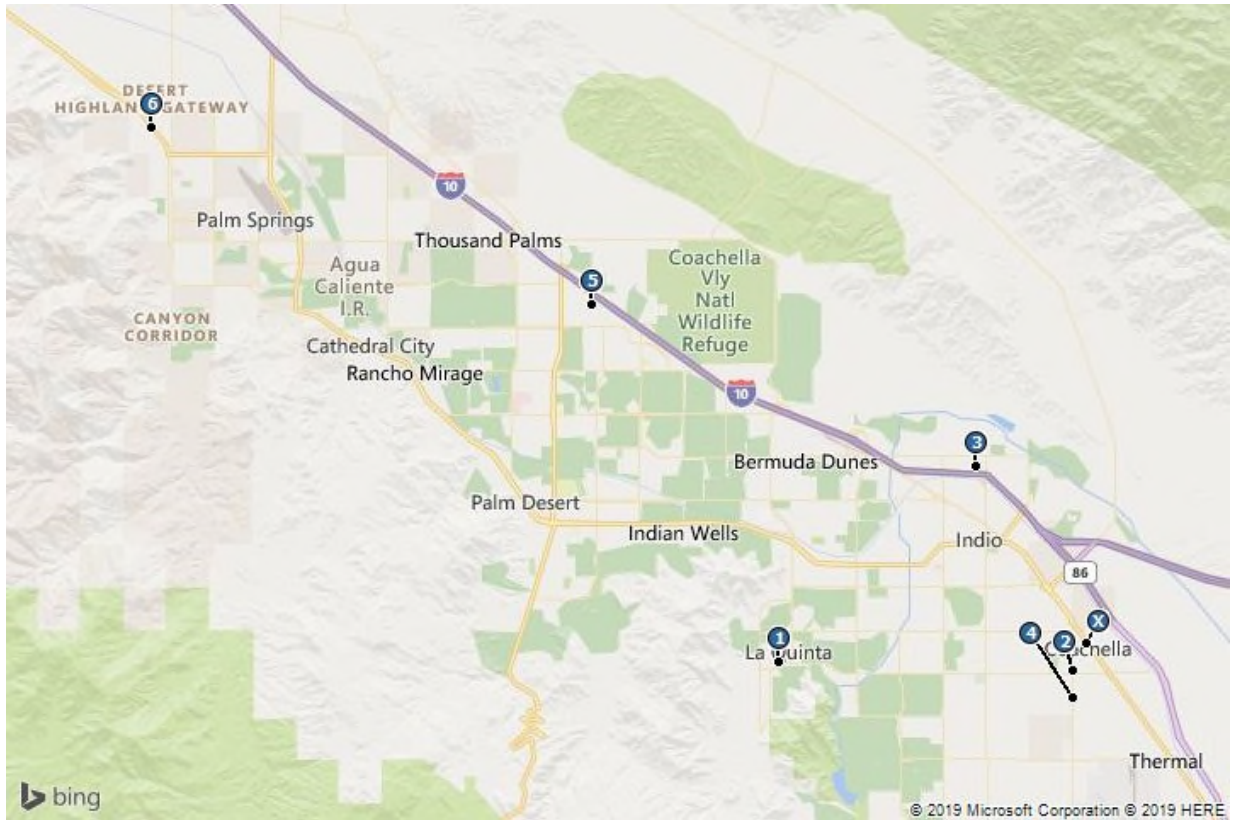 DESERT
HIGHLAN GATEWAY
6
10
Palm Springs
Thousand Palms
Agua
Caliente
I.R.
Coachella
Vly
Natl
Wildlife
Refuge
5
CANYON
CORRIDOR
Cathedral City
Rancho Mirage
10
3
Bermuda Dunes
Palm Desert
Indian Wells
Indio
86
X
4
2
1
La Quinta
Coachella
Thermal
bing
© 2019 Microsoft Corporation © 2019 HERE